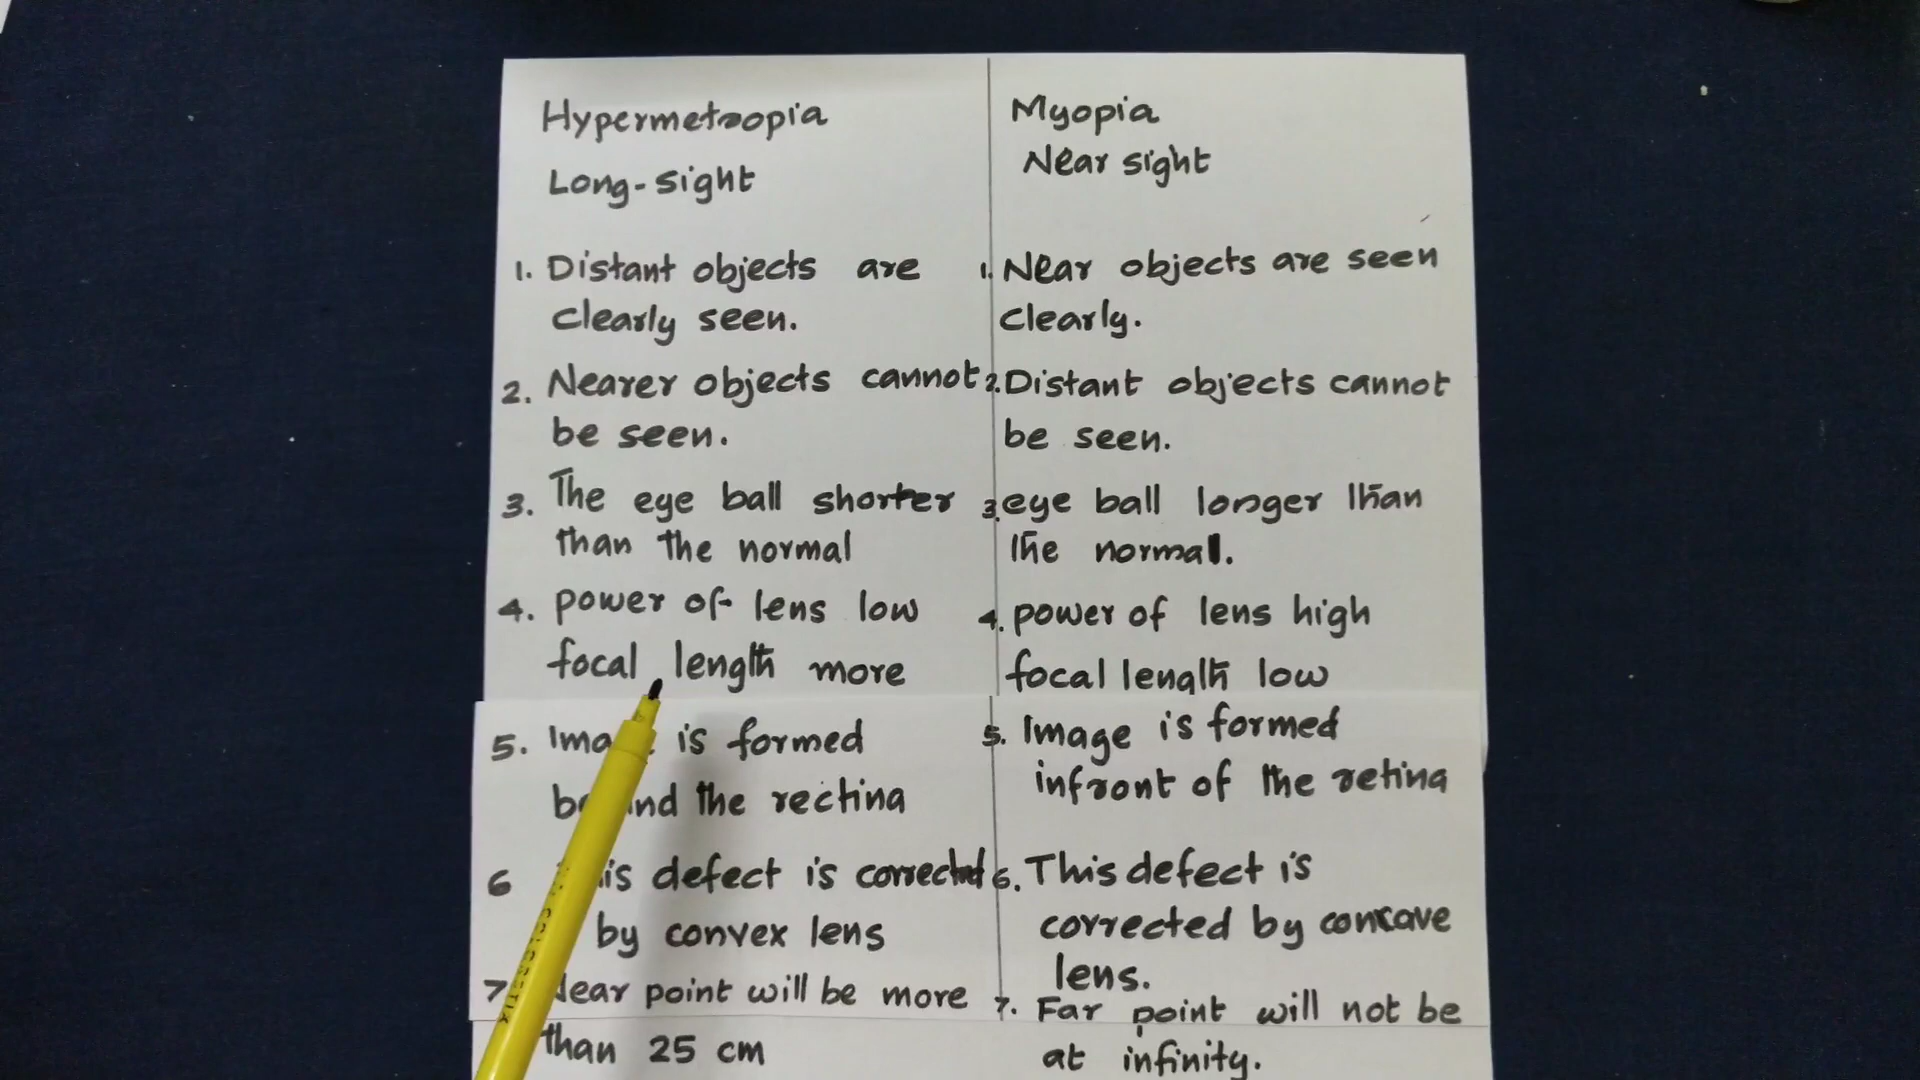 Hypermetropia
Long-sight
1. Distant objects are
clearly seen.
2. Nearer objects cannot
be seen.
3. The eye ball shorter
than the normal
4. power of lens low
focal length more
5. is formed
the rectina
6 defect is corrected
by convex lens
7 Near point will be more
than 25 cm
Myopia
Near sight
1. Near objects are seen
clearly.
2. Distant objects cannot
be seen.
3. eye ball longer than
the normal.
4. power of lens high
focal length low
5. Image is formed
infront of the retina
6. This defect is
corrected by concave
lens.
7. Far point will not be
at infinity.